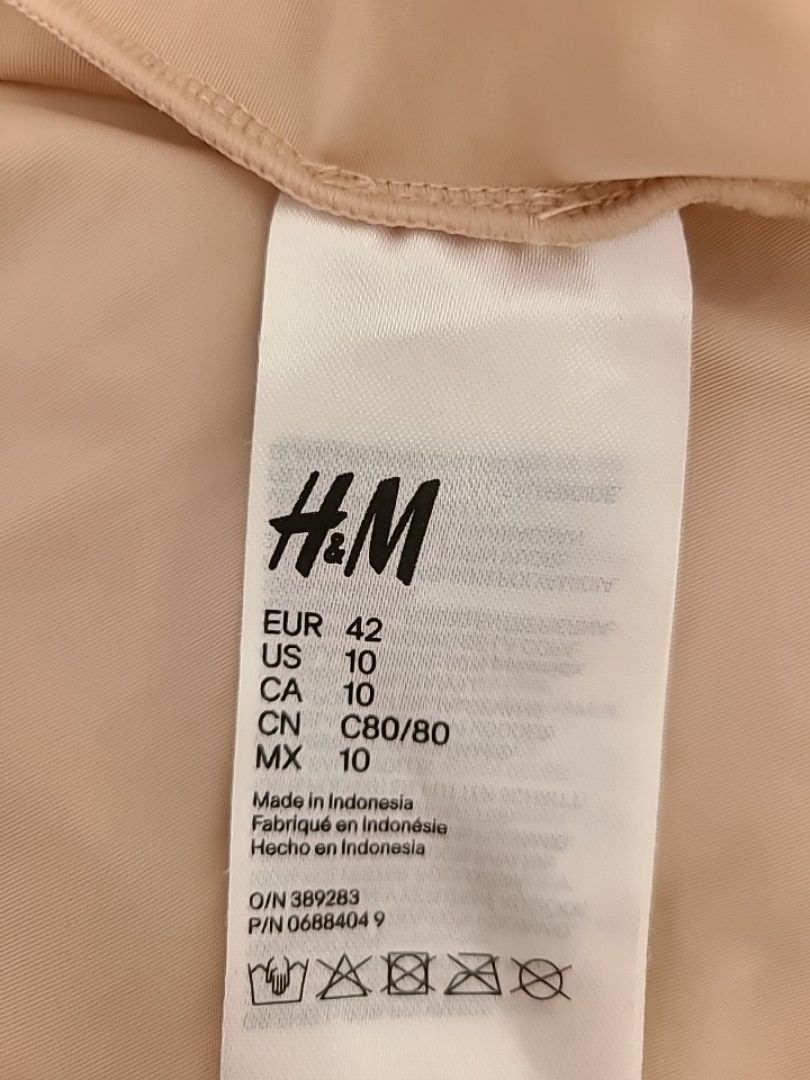 H&M
EUR 42
US 10
CA 10
CN C80/80
MX 10
Made in Indonesia
Fabriqué en Indonésie
Hecho en Indonesia
O/N 389283
P/N 0688404 9